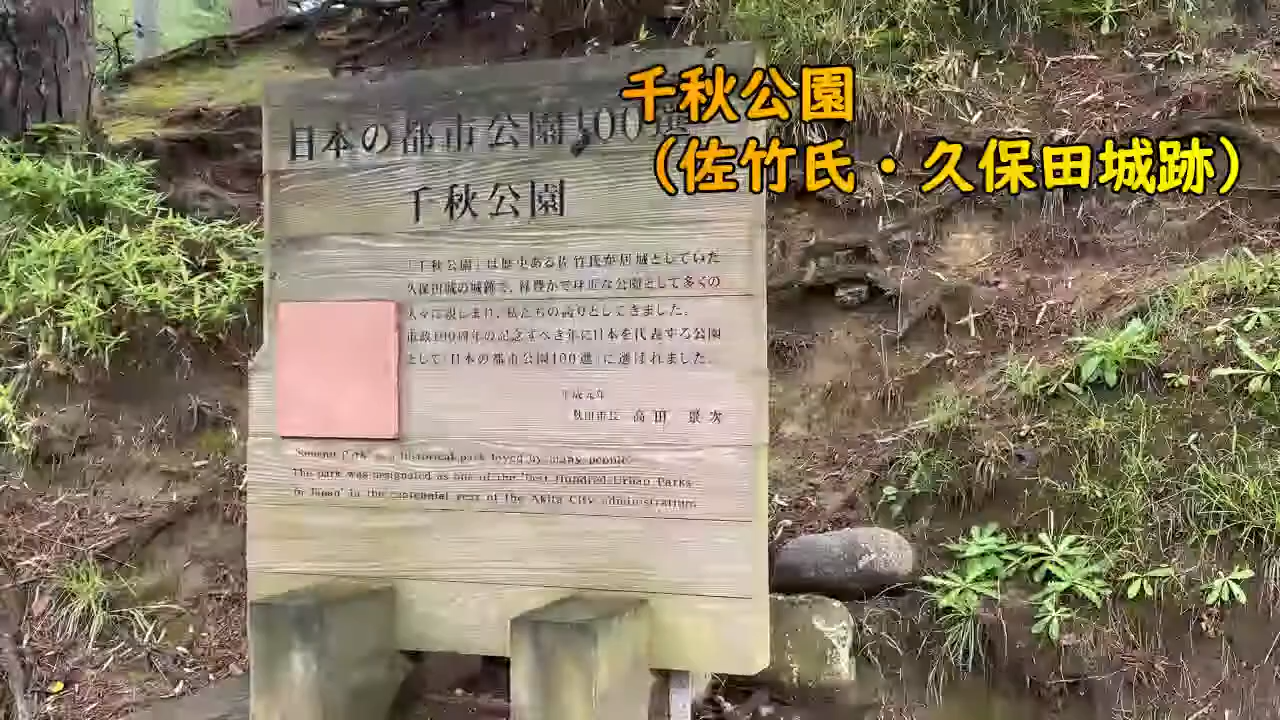 千秋公園
（佐竹氏・久保田城跡）
日本の都市公園100選
千秋公園
「千秋公園」は歴史ある佐竹氏が居城としていた
久保田城の城跡で、緑豊かで身近な公園として多くの
人々に親しまれ、私たちの誇りとしてきました。
市政100周年の記念すべき年に日本を代表する公園
として「日本の都市公園100選」に選ばれました。
平成元年
秋田市長 高田 景次
Senshu Park is a historical park loved by many people.
The park was designated as one of the 'Best Hundred Urban Parks
in Japan' in the centennial year of the Akita City administration.